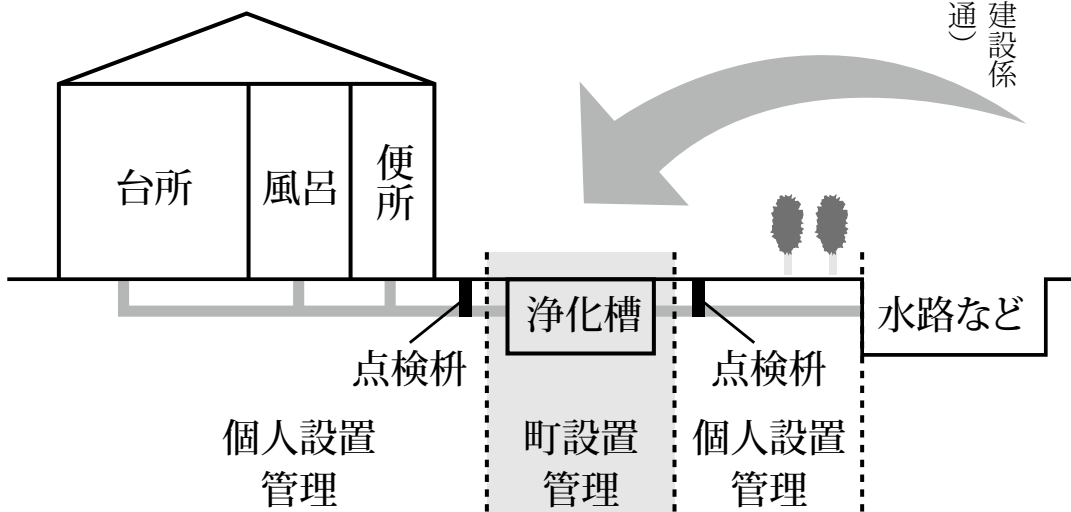 建設係
通）
台所
風呂
便所
浄化槽
水路など
点検枡
点検枡
個人設置
管理
町設置
管理
個人設置
管理